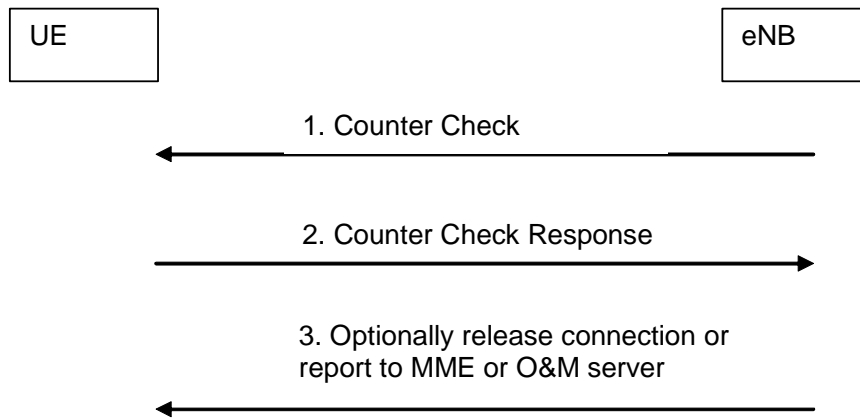 UE
eNB
1. Counter Check
2. Counter Check Response
3. Optionally release connection or
report to MME or O&M server